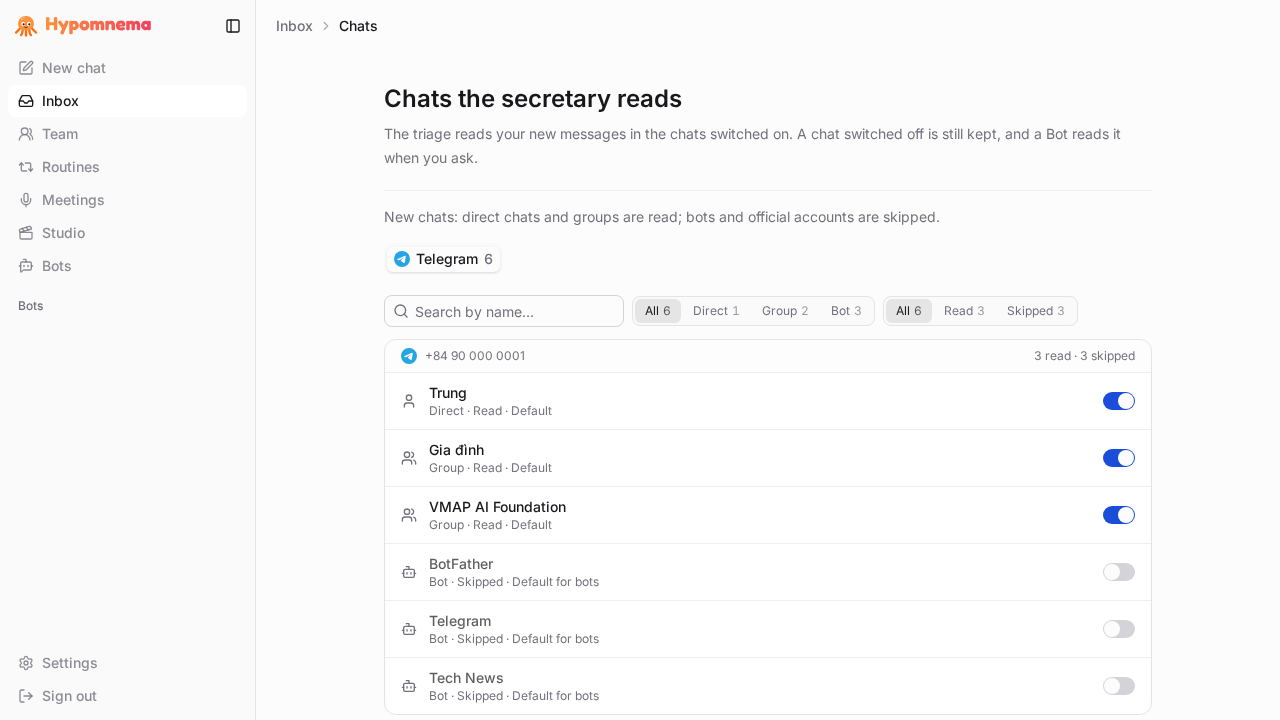 Hypomnema
New chat
Inbox
Team
Routines
Meetings
Studio
Bots
Bots
Settings
Sign out
Inbox > Chats
Chats the secretary reads
The triage reads your new messages in the chats switched on. A chat switched off is still kept, and a Bot reads it
when you ask.
New chats: direct chats and groups are read; bots and official accounts are skipped.
Telegram 6
Search by name...
All 6 Direct 1 Group 2 Bot 3
All 6 Read 3 Skipped 3
+84 90 000 0001
3 read · 3 skipped
Trung
Direct · Read · Default
Gia đình
Group · Read · Default
VMAP AI Foundation
Group · Read · Default
BotFather
Bot · Skipped · Default for bots
Telegram
Bot · Skipped · Default for bots
Tech News
Bot · Skipped · Default for bots